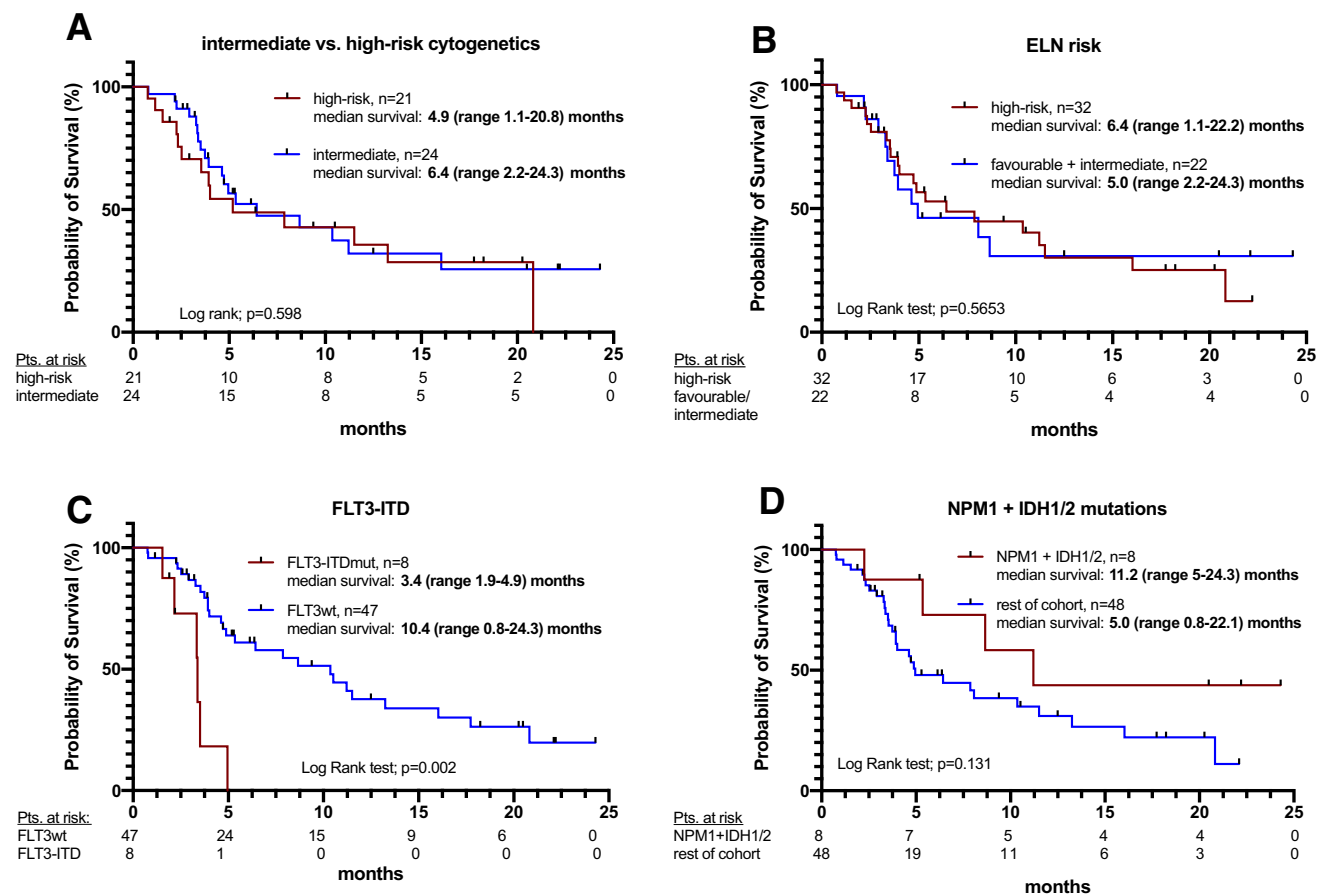 A
intermediate vs. high-risk cytogenetics
Probability of Survival (%)
100
50
0
high-risk, n=21
median survival: 4.9 (range 1.1-20.8) months
intermediate, n=24
median survival: 6.4 (range 2.2-24.3) months
Log rank; p=0.598
0 5 10 15 20 25
Pts. at risk
high-risk 21 10 8 5 2 0
intermediate 24 15 8 5 5 0
months
B
ELN risk
Probability of Survival (%)
100
50
0
high-risk, n=32
median survival: 6.4 (range 1.1-22.2) months
favourable + intermediate, n=22
median survival: 5.0 (range 2.2-24.3) months
Log Rank test; p=0.5653
0 5 10 15 20 25
Pts. at risk
high-risk 32 17 10 6 3 0
favourable/ 22 8 5 4 4 0
intermediate
months
C
FLT3-ITD
Probability of Survival (%)
100
50
0
FLT3-ITDmut, n=8
median survival: 3.4 (range 1.9-4.9) months
FLT3wt, n=47
median survival: 10.4 (range 0.8-24.3) months
Log Rank test; p=0.002
0 5 10 15 20 25
Pts. at risk:
FLT3wt 47 24 15 9 6 0
FLT3-ITD 8 1 0 0 0 0
months
D
NPM1 + IDH1/2 mutations
Probability of Survival (%)
100
50
0
NPM1 + IDH1/2, n=8
median survival: 11.2 (range 5-24.3) months
rest of cohort, n=48
median survival: 5.0 (range 0.8-22.1) months
Log Rank test; p=0.131
0 5 10 15 20 25
Pts. at risk
NPM1+IDH1/2 8 7 5 4 4 0
rest of cohort 48 19 11 6 3 0
months